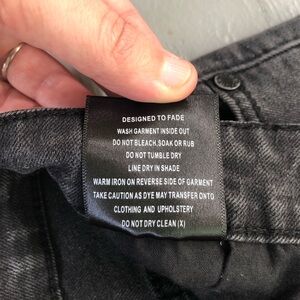 DESIGNED TO FADE
WASH GARMENT INSIDE OUT
DO NOT BLEACH,SOAK OR RUB
DO NOT TUMBLE DRY
LINE DRY IN SHADE
WARM IRON ON REVERSE SIDE OF GARMENT
TAKE CAUTION AS DYE MAY TRANSFER ONTO
CLOTHING AND UPHOLSTERY
DO NOT DRY CLEAN (X)